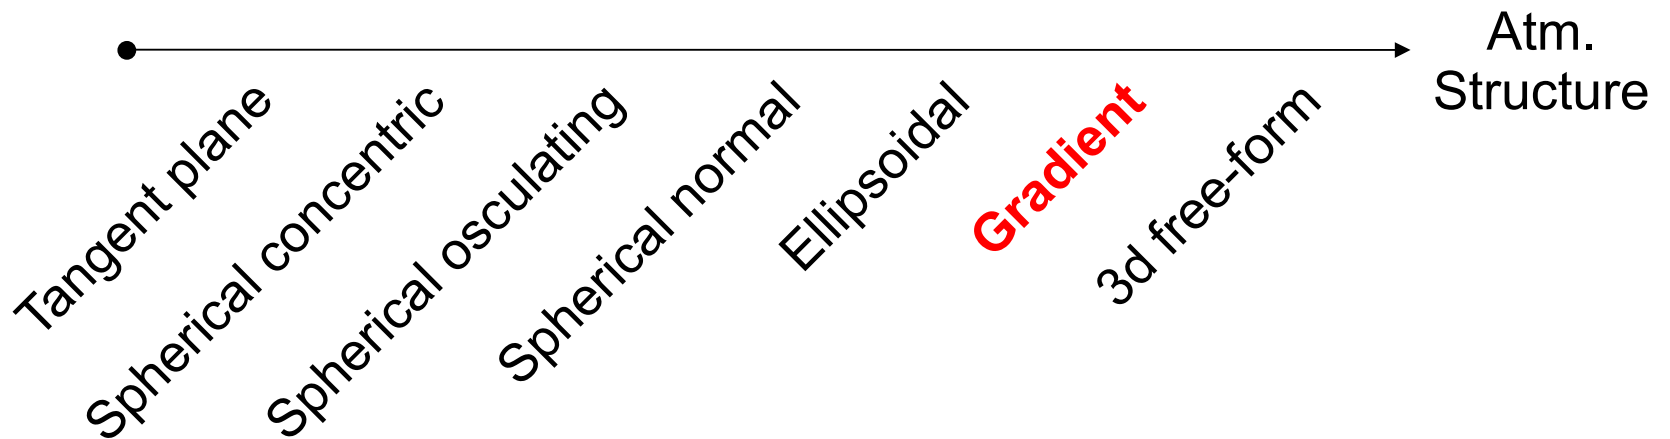 Atm.
Structure
Tangent plane
Spherical concentric
Spherical osculating
Spherical normal
Ellipsoidal
Gradient
3d free-form